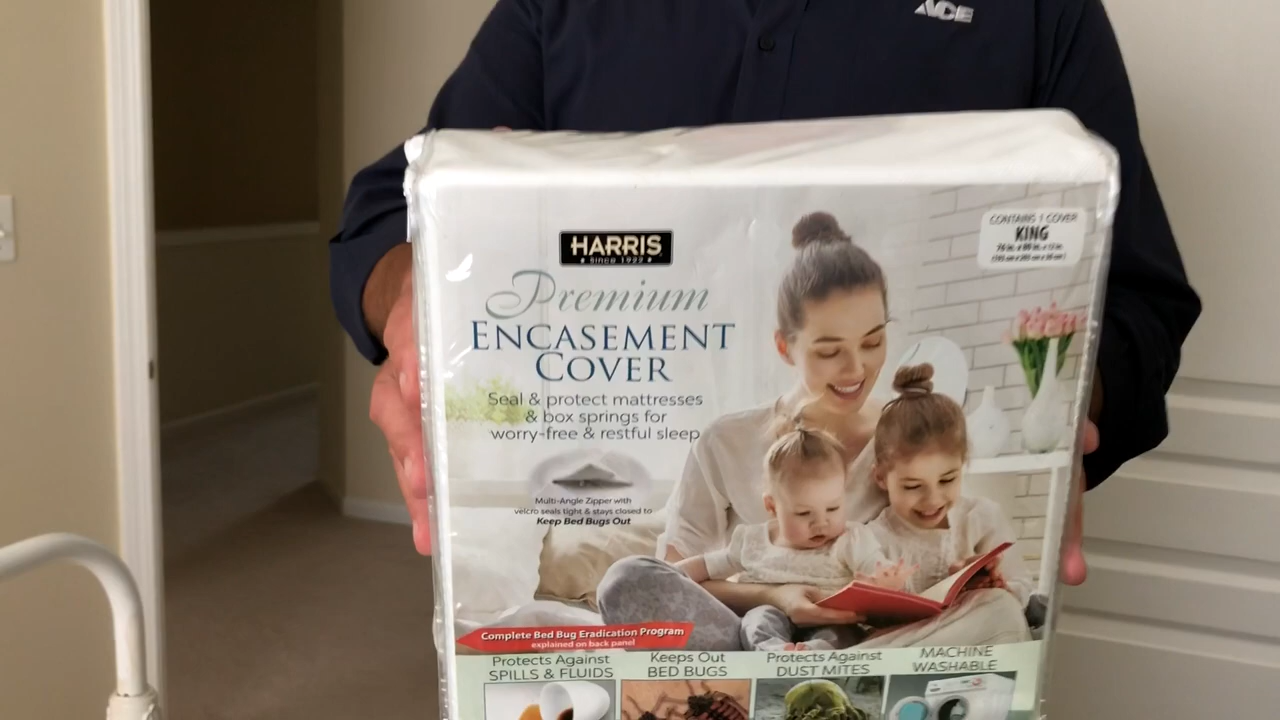 ACE
CONTAINS 1 COVER
KING
HARRIS
SINCE 1922
Premium
ENCASEMENT
COVER
Seal & protect mattresses
& box springs for
worry-free & restful sleep
Multi-Angle Zipper with
velcro seals tight & stays closed to
Keep Bed Bugs Out
Complete Bed Bug Eradication Program
explained on back panel
Protects Against
SPILLS & FLUIDS
Keeps Out
BED BUGS
Protects Against
DUST MITES
MACHINE
WASHABLE